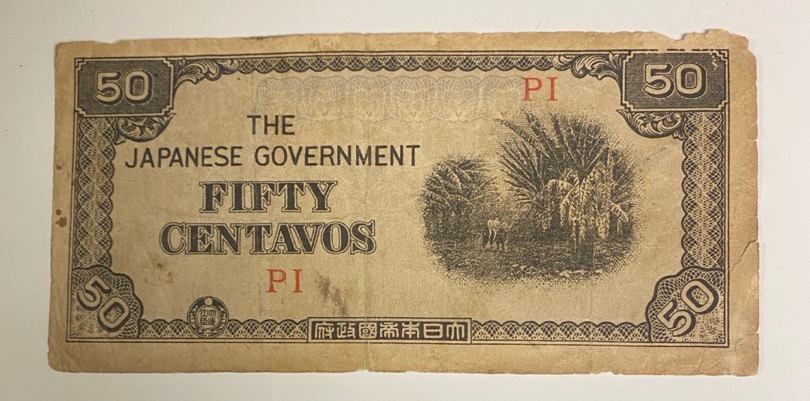 50
50
PI
THE
JAPANESE GOVERNMENT
FIFTY
CENTAVOS
PI
50
50
大日本帝國政府